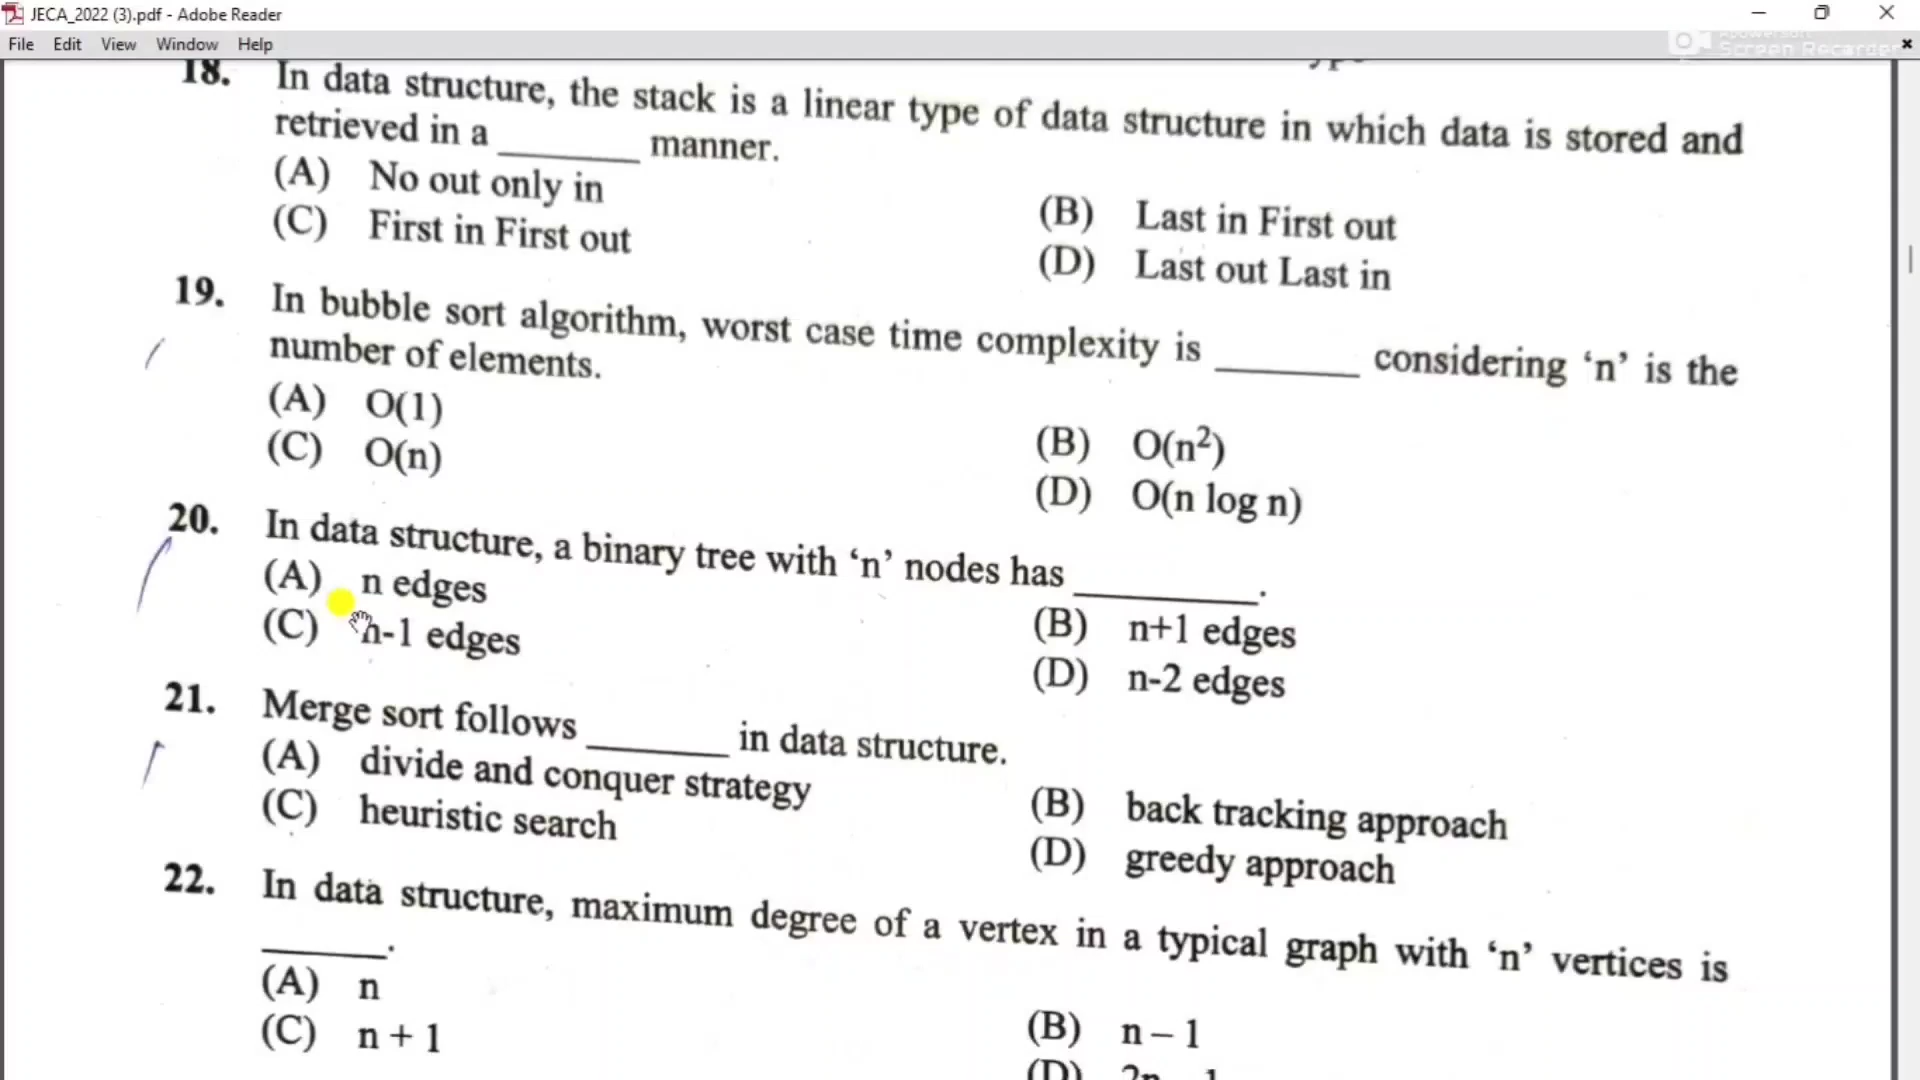 JECA_2022 (3).pdf - Adobe Reader
File Edit View Window Help
Screen Recorder
18. In data structure, the stack is a linear type of data structure in which data is stored and
retrieved in a _______ manner.
(A) No out only in
(B) Last in First out
(C) First in First out
(D) Last out Last in
19. In bubble sort algorithm, worst case time complexity is _______ considering ‘n’ is the
number of elements.
(A) O(1)
(B) O(n²)
(C) O(n)
(D) O(n log n)
20. In data structure, a binary tree with ‘n’ nodes has _________.
(A) n edges
(B) n+1 edges
(C) n-1 edges
(D) n-2 edges
21. Merge sort follows _______ in data structure.
(A) divide and conquer strategy
(B) back tracking approach
(C) heuristic search
(D) greedy approach
22. In data structure, maximum degree of a vertex in a typical graph with ‘n’ vertices is
______.
(A) n
(B) n – 1
(C) n + 1
(D)